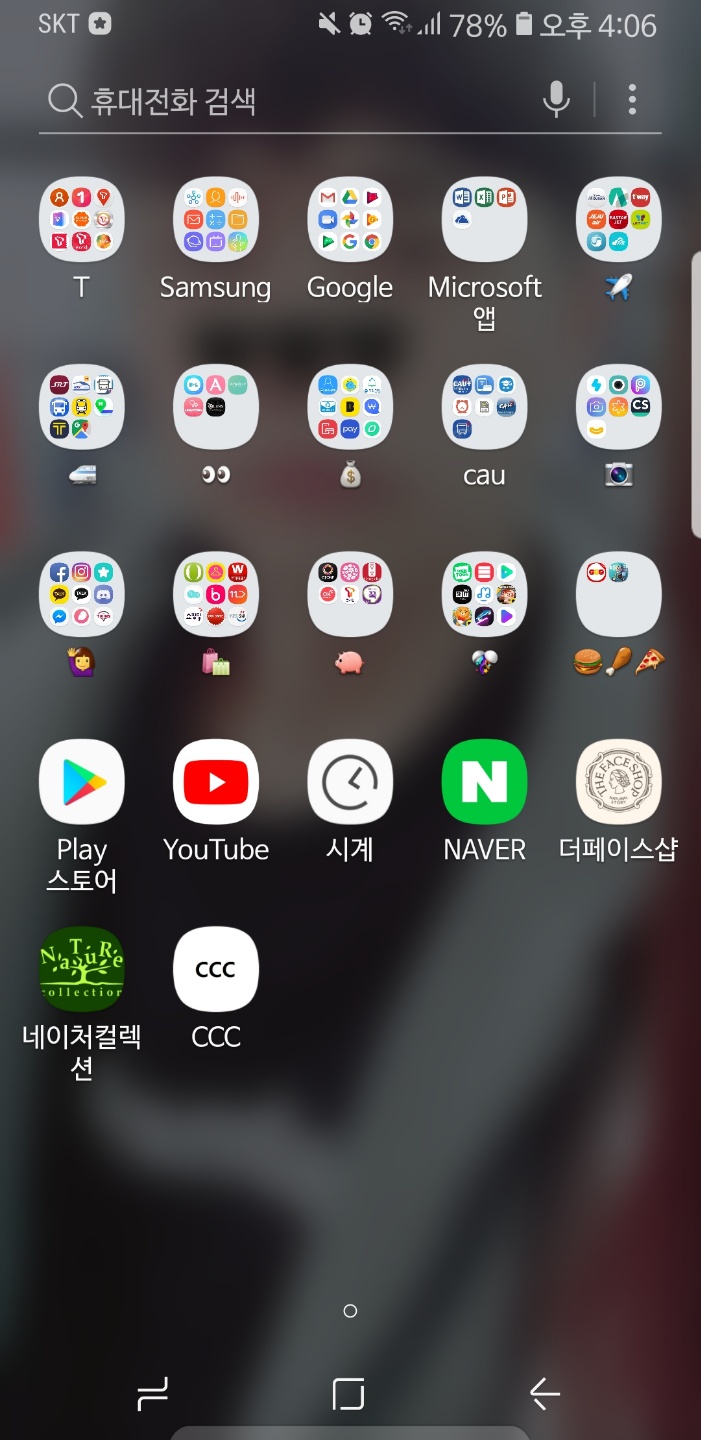 SKT 78% 오후 4:06
휴대전화 검색
T Samsung Google Microsoft
앱
cau
Play YouTube 시계 NAVER 더페이스샵
스토어
THE FACE SHOP
NATURAL
STORY
NaTuRe
collection
CCC
네이처컬렉 CCC
션